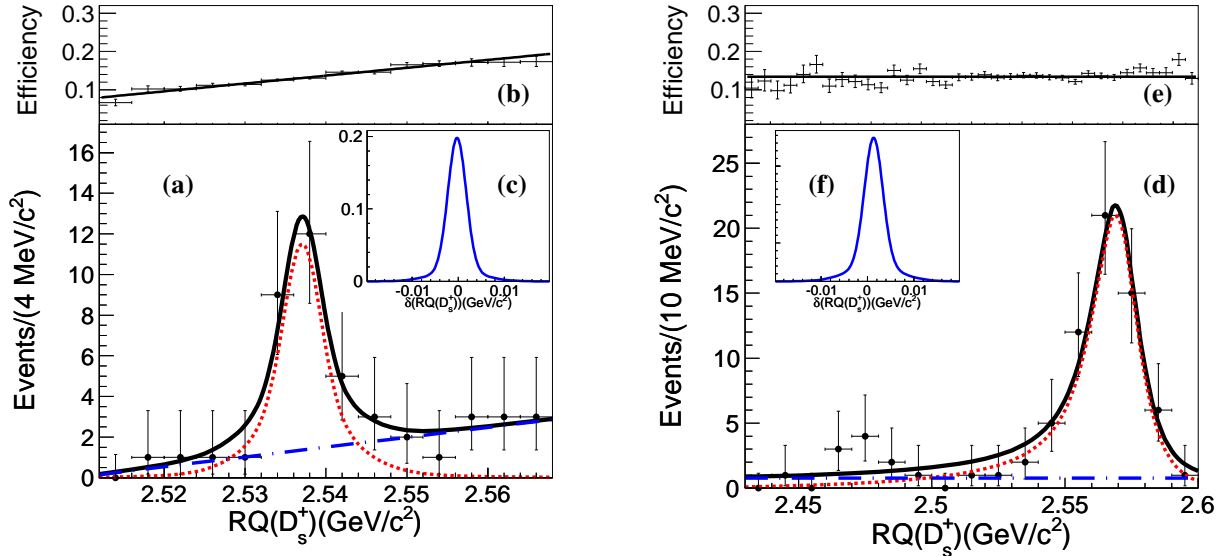 Efficiency
0.3
0.2
0.1
(b)
Events/(4 MeV/c²)
16
14
12
10
8
6
4
2
0
(a)
0.2
0.1
0
(c)
-0.01 0 0.01
δ(RQ(D_s^+))(GeV/c²)
2.52 2.53 2.54 2.55 2.56
RQ(D_s^+)(GeV/c²)
Efficiency
0.3
0.2
0.1
(e)
Events/(10 MeV/c²)
25
20
15
10
5
0
(f)
-0.01 0 0.01
δ(RQ(D_s^+))(GeV/c²)
(d)
2.45 2.5 2.55 2.6
RQ(D_s^+)(GeV/c²)